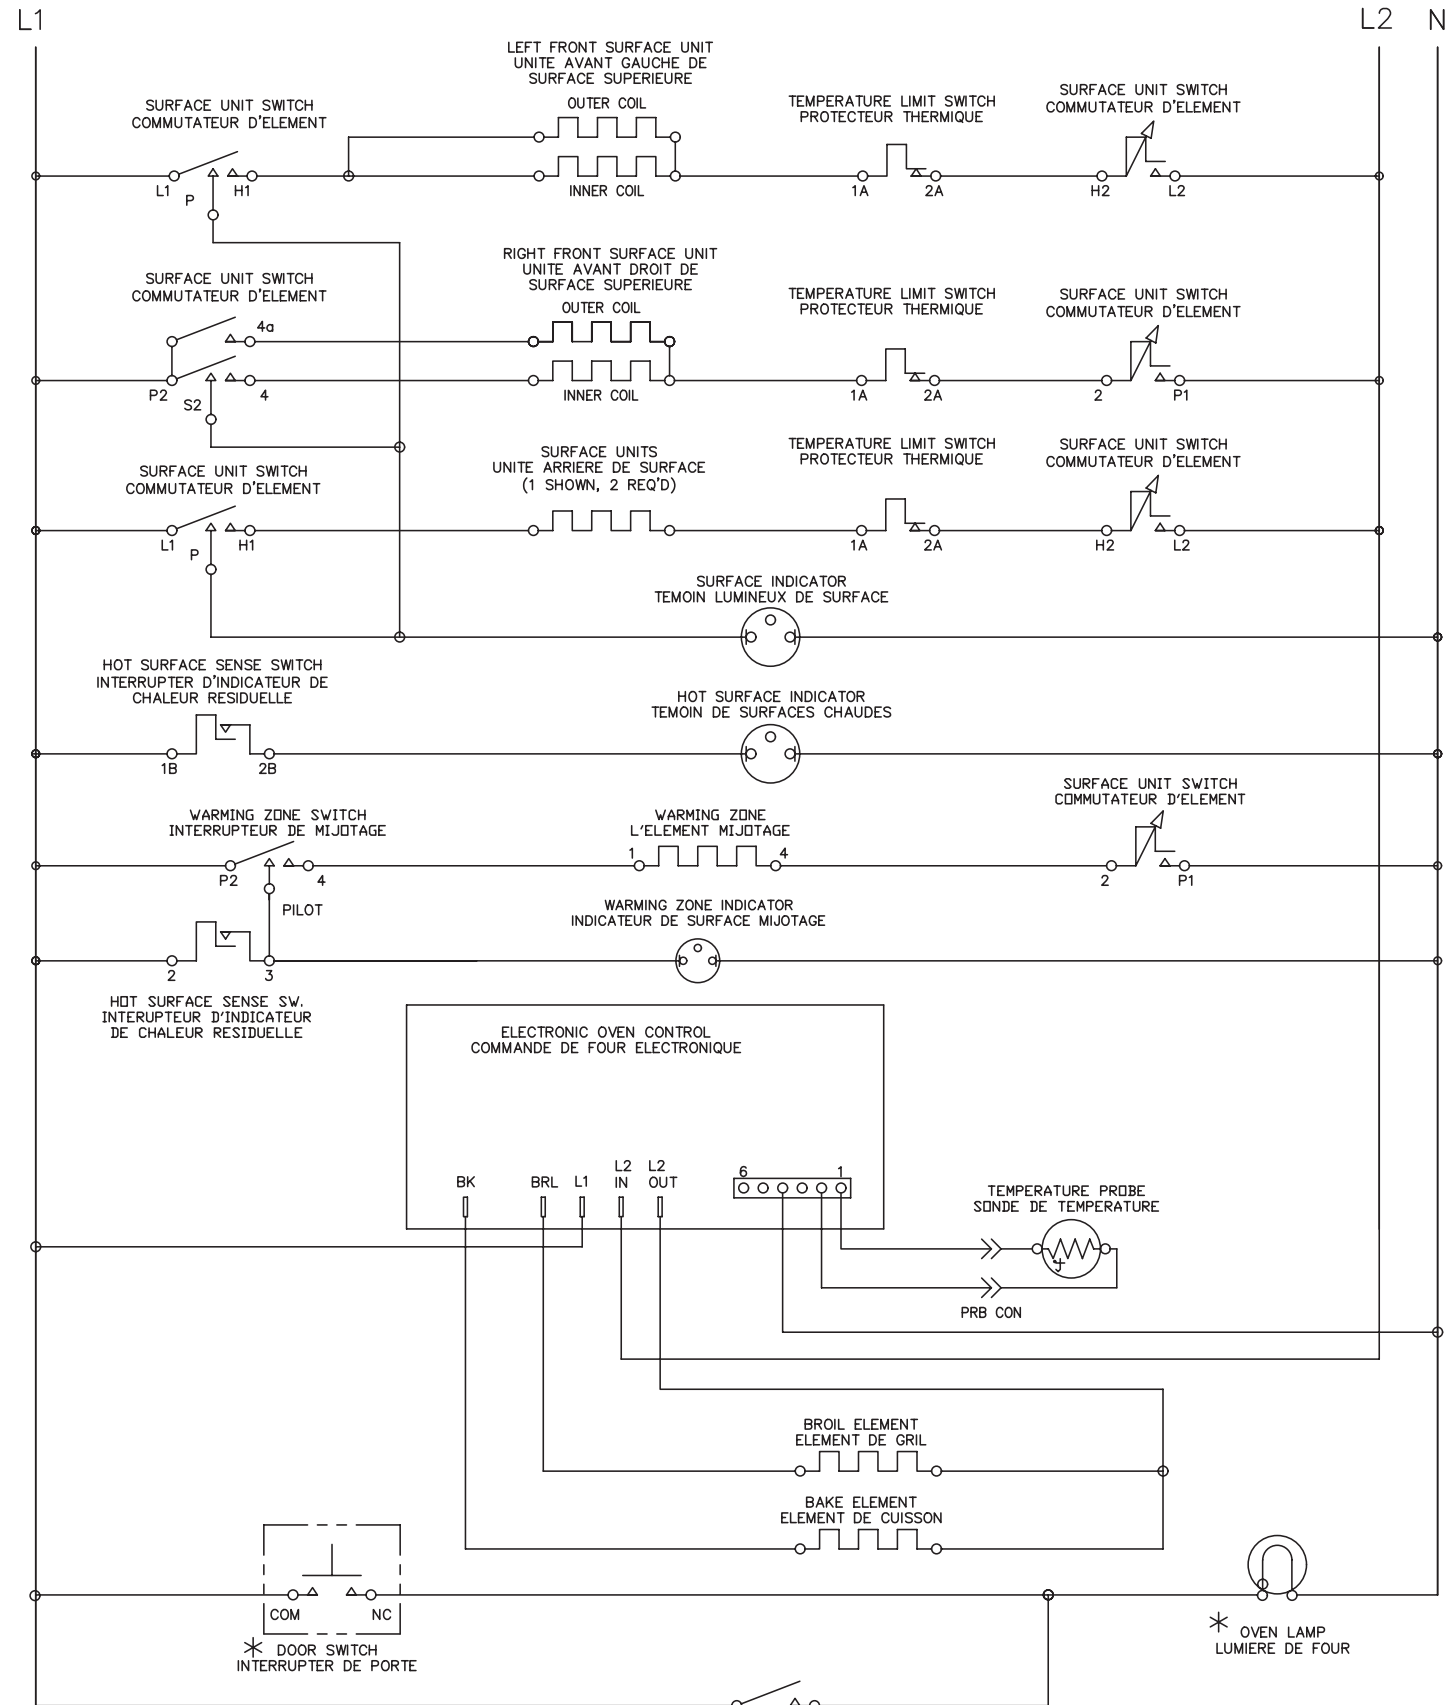 L1
L2 N
LEFT FRONT SURFACE UNIT
UNITE AVANT GAUCHE DE
SURFACE SUPERIEURE
SURFACE UNIT SWITCH
COMMUTATEUR D'ELEMENT
OUTER COIL
TEMPERATURE LIMIT SWITCH
PROTECTEUR THERMIQUE
SURFACE UNIT SWITCH
COMMUTATEUR D'ELEMENT
L1
P
H1
INNER COIL
1A
2A
H2
L2
RIGHT FRONT SURFACE UNIT
UNITE AVANT DROIT DE
SURFACE SUPERIEURE
SURFACE UNIT SWITCH
COMMUTATEUR D'ELEMENT
OUTER COIL
TEMPERATURE LIMIT SWITCH
PROTECTEUR THERMIQUE
SURFACE UNIT SWITCH
COMMUTATEUR D'ELEMENT
4a
P2
S2
4
INNER COIL
1A
2A
2
P1
SURFACE UNIT SWITCH
COMMUTATEUR D'ELEMENT
SURFACE UNITS
UNITE ARRIERE DE SURFACE
(1 SHOWN, 2 REQ'D)
TEMPERATURE LIMIT SWITCH
PROTECTEUR THERMIQUE
SURFACE UNIT SWITCH
COMMUTATEUR D'ELEMENT
L1
P
H1
1A
2A
H2
L2
SURFACE INDICATOR
TEMOIN LUMINEUX DE SURFACE
HOT SURFACE SENSE SWITCH
INTERRUPTER D'INDICATEUR DE
CHALEUR RESIDUELLE
HOT SURFACE INDICATOR
TEMOIN DE SURFACES CHAUDES
1B
2B
WARMING ZONE SWITCH
INTERRUPTEUR DE MIJOTAGE
WARMING ZONE
L'ELEMENT MIJOTAGE
SURFACE UNIT SWITCH
COMMUTATEUR D'ELEMENT
P2
4
1
4
2
P1
PILOT
WARMING ZONE INDICATOR
INDICATEUR DE SURFACE MIJOTAGE
2
3
HOT SURFACE SENSE SW.
INTERUPTEUR D'INDICATEUR
DE CHALEUR RESIDUELLE
ELECTRONIC OVEN CONTROL
COMMANDE DE FOUR ELECTRONIQUE
BK
BRL
L1
L2
IN
L2
OUT
6
1
TEMPERATURE PROBE
SONDE DE TEMPERATURE
PRB CON
BROIL ELEMENT
ELEMENT DE GRIL
BAKE ELEMENT
ELEMENT DE CUISSON
COM
NC
DOOR SWITCH
INTERRUPTER DE PORTE
OVEN LAMP
LUMIERE DE FOUR